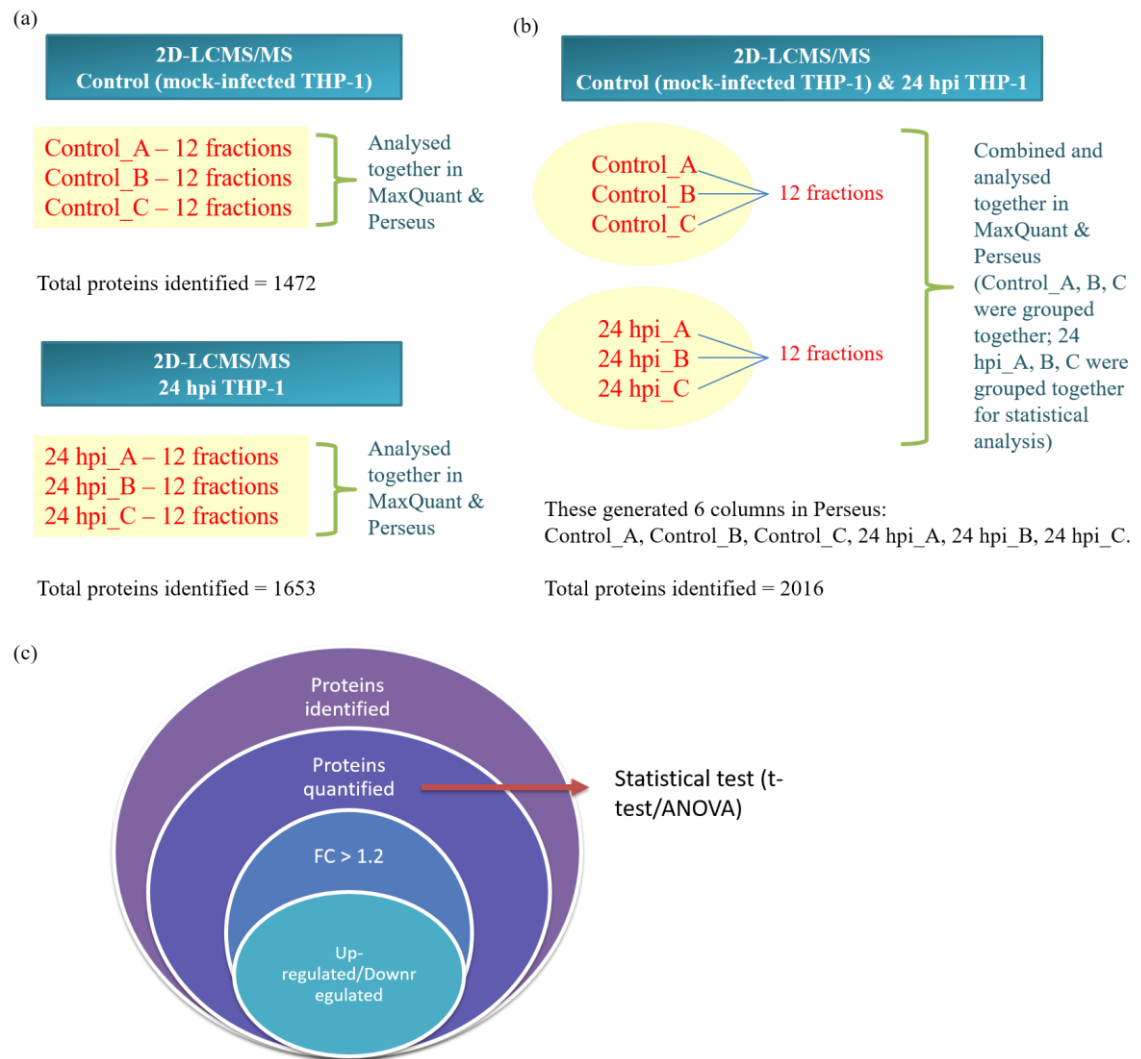 (a)
2D-LCMS/MS
Control (mock-infected THP-1)
Control_A – 12 fractions
Control_B – 12 fractions
Control_C – 12 fractions
Analysed
together in
MaxQuant &
Perseus
Total proteins identified = 1472
2D-LCMS/MS
24 hpi THP-1
24 hpi_A – 12 fractions
24 hpi_B – 12 fractions
24 hpi_C – 12 fractions
Analysed
together in
MaxQuant &
Perseus
Total proteins identified = 1653
(b)
2D-LCMS/MS
Control (mock-infected THP-1) & 24 hpi THP-1
Control_A
Control_B
Control_C
12 fractions
24 hpi_A
24 hpi_B
24 hpi_C
12 fractions
Combined and
analysed
together in
MaxQuant &
Perseus
(Control_A, B, C
were grouped
together; 24
hpi_A, B, C were
grouped together
for statistical
analysis)
These generated 6 columns in Perseus:
Control_A, Control_B, Control_C, 24 hpi_A, 24 hpi_B, 24 hpi_C.
Total proteins identified = 2016
(c)
Proteins
identified
Proteins
quantified
Statistical test (t-
test/ANOVA)
FC > 1.2
Up-
regulated/Downr
egulated